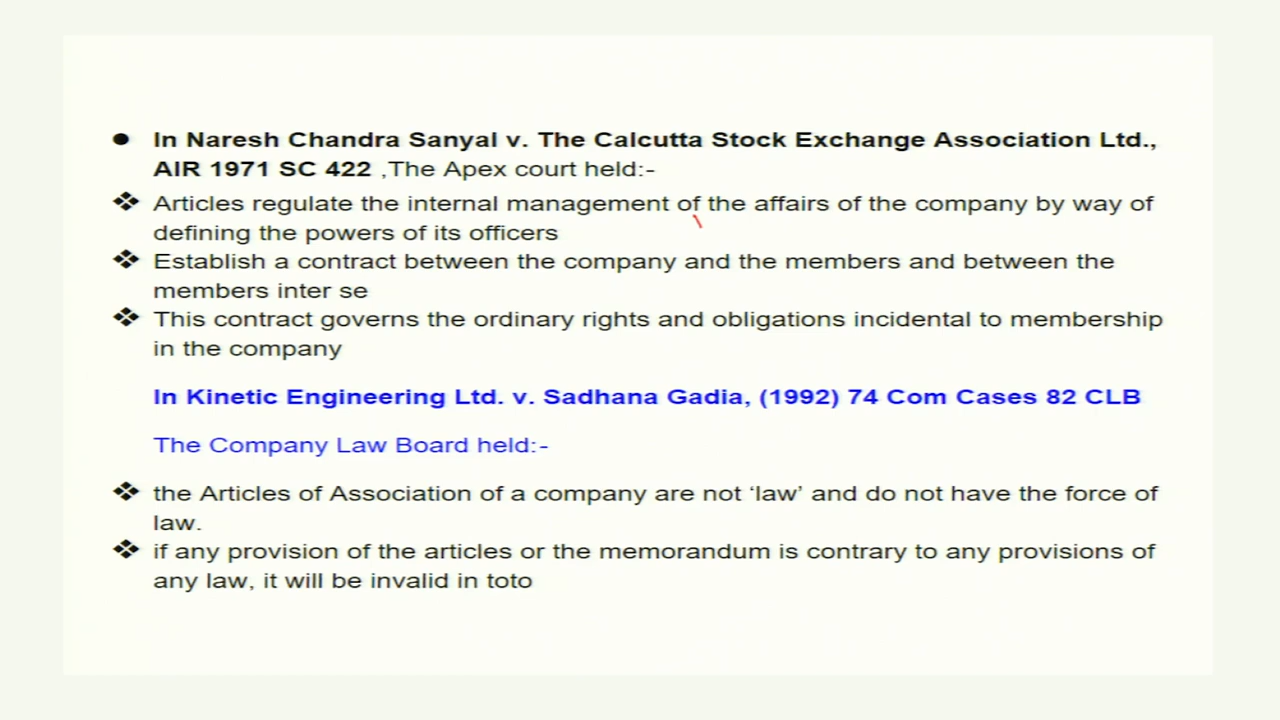 ● In Naresh Chandra Sanyal v. The Calcutta Stock Exchange Association Ltd.,
AIR 1971 SC 422 ,The Apex court held:-
❖ Articles regulate the internal management of the affairs of the company by way of
defining the powers of its officers
❖ Establish a contract between the company and the members and between the
members inter se
❖ This contract governs the ordinary rights and obligations incidental to membership
in the company
In Kinetic Engineering Ltd. v. Sadhana Gadia, (1992) 74 Com Cases 82 CLB
The Company Law Board held:-
❖ the Articles of Association of a company are not ‘law’ and do not have the force of
law.
❖ if any provision of the articles or the memorandum is contrary to any provisions of
any law, it will be invalid in toto